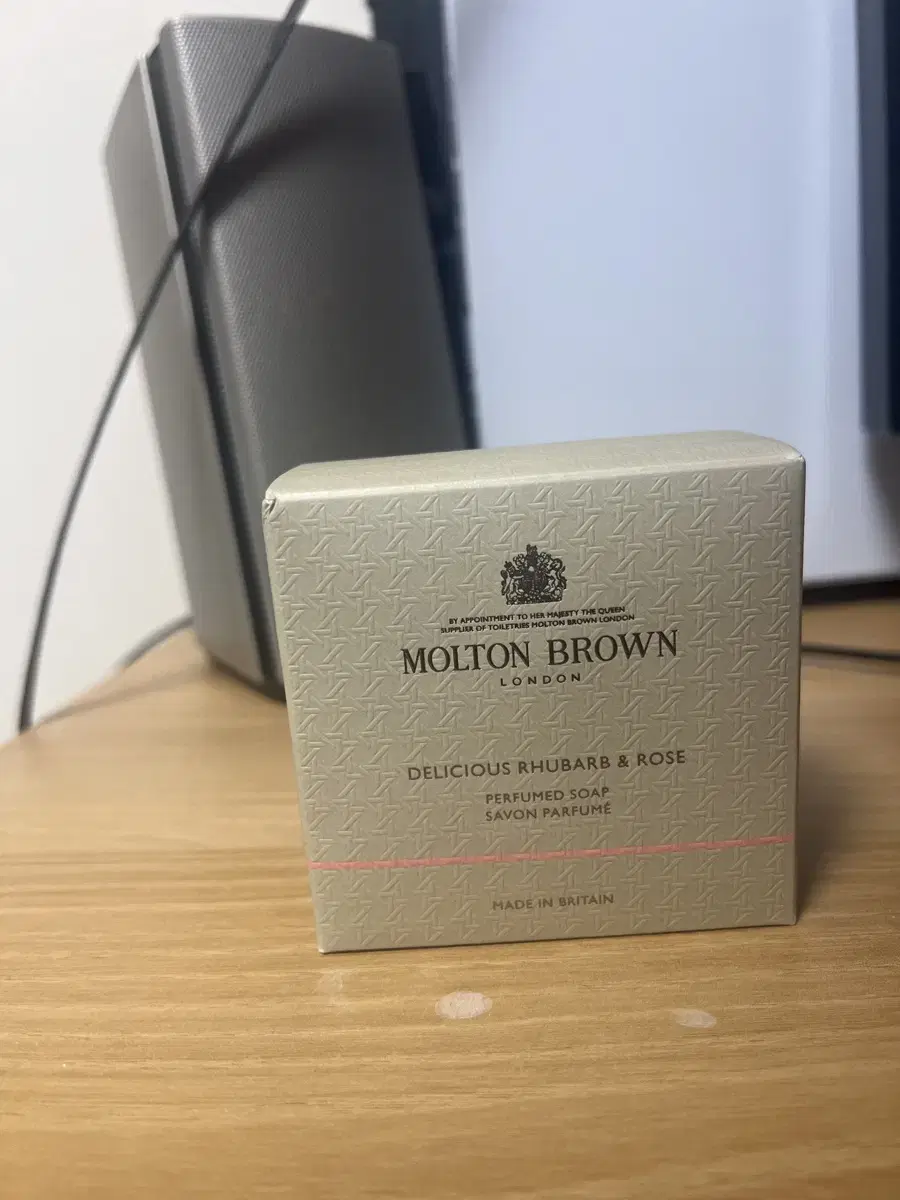 BY APPOINTMENT TO HER MAJESTY THE QUEEN
SUPPLIER OF TOILETRIES MOLTON BROWN LONDON
MOLTON BROWN
LONDON
DELICIOUS RHUBARB & ROSE
PERFUMED SOAP
SAVON PARFUMÉ
MADE IN BRITAIN